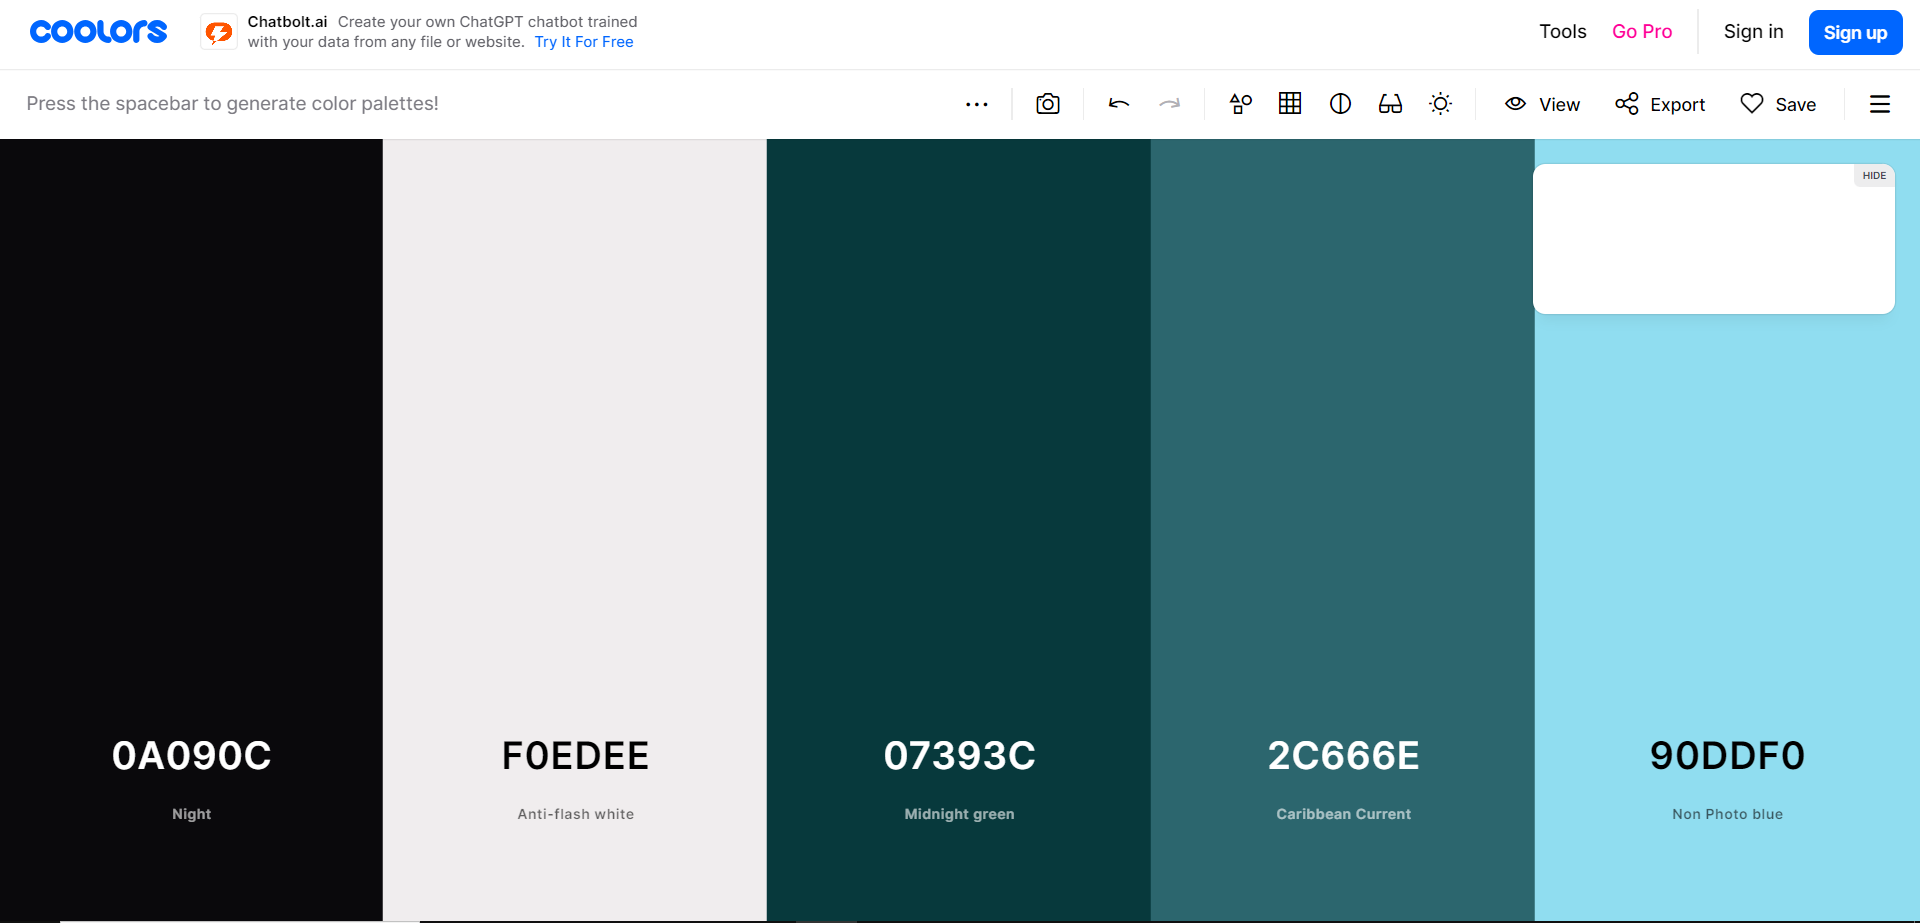 coolors
Chatbolt.ai Create your own ChatGPT chatbot trained
with your data from any file or website. Try It For Free
Tools Go Pro Sign in Sign up
Press the spacebar to generate color palettes!
View Export Save
HIDE
0A090C F0EDEE 07393C 2C666E 90DDF0
Night Anti-flash white Midnight green Caribbean Current Non Photo blue